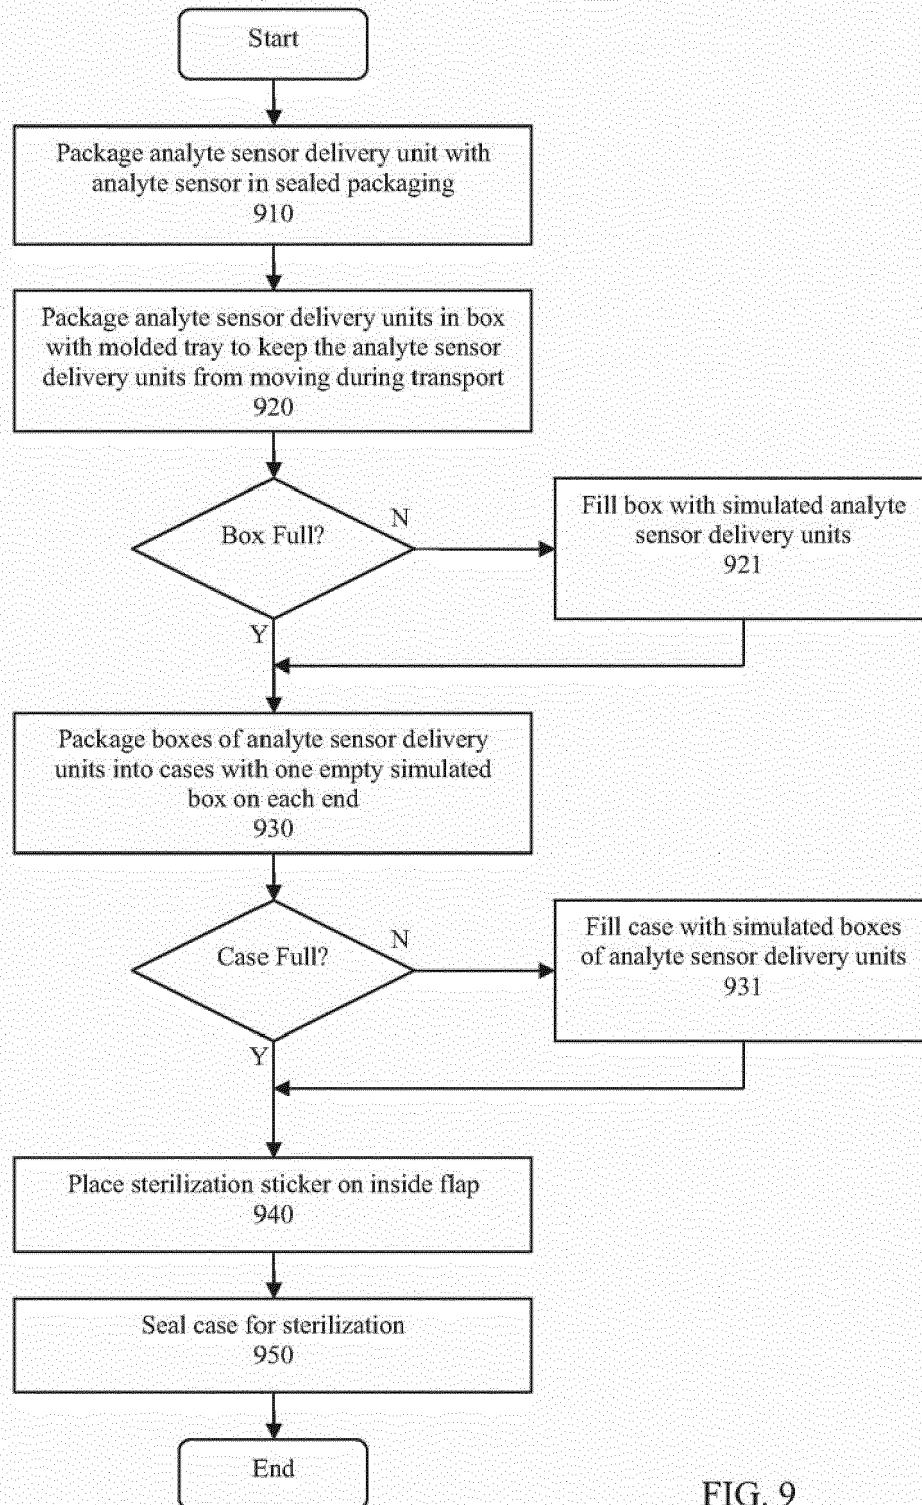 Start
Package analyte sensor delivery unit with
analyte sensor in sealed packaging
910
Package analyte sensor delivery units in box
with molded tray to keep the analyte sensor
delivery units from moving during transport
920
Box Full?
N
Fill box with simulated analyte
sensor delivery units
921
Y
Package boxes of analyte sensor delivery
units into cases with one empty simulated
box on each end
930
Case Full?
N
Fill case with simulated boxes
of analyte sensor delivery units
931
Y
Place sterilization sticker on inside flap
940
Seal case for sterilization
950
End
FIG. 9